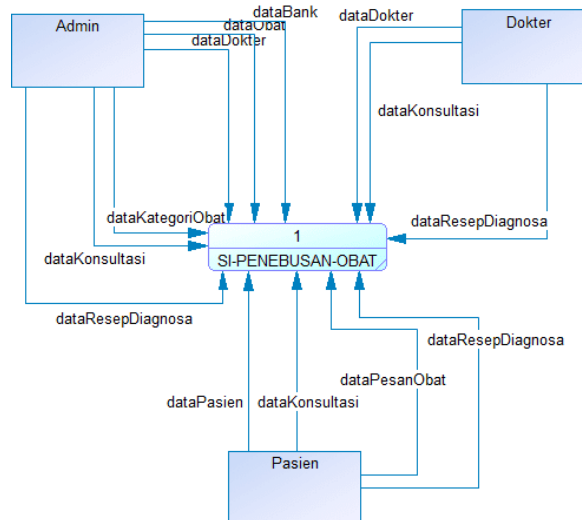 dataBank
dataDokter
Admin
dataObat
Dokter
dataDokter
dataKonsultasi
dataKategoriObat
dataResepDiagnosa
1
dataKonsultasi
SI-PENEBUSAN-OBAT
dataResepDiagnosa
dataResepDiagnosa
dataPesanObat
dataPasien
dataKonsultasi
Pasien